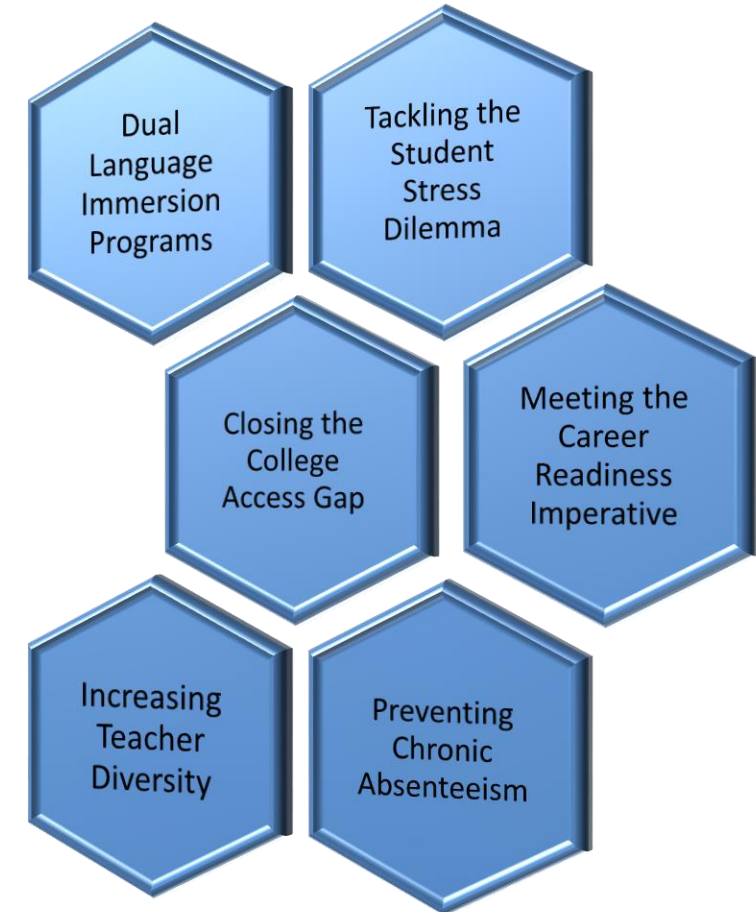 Dual
Language
Immersion
Programs
Tackling the
Student
Stress
Dilemma
Closing the
College
Access Gap
Meeting the
Career
Readiness
Imperative
Increasing
Teacher
Diversity
Preventing
Chronic
Absenteeism